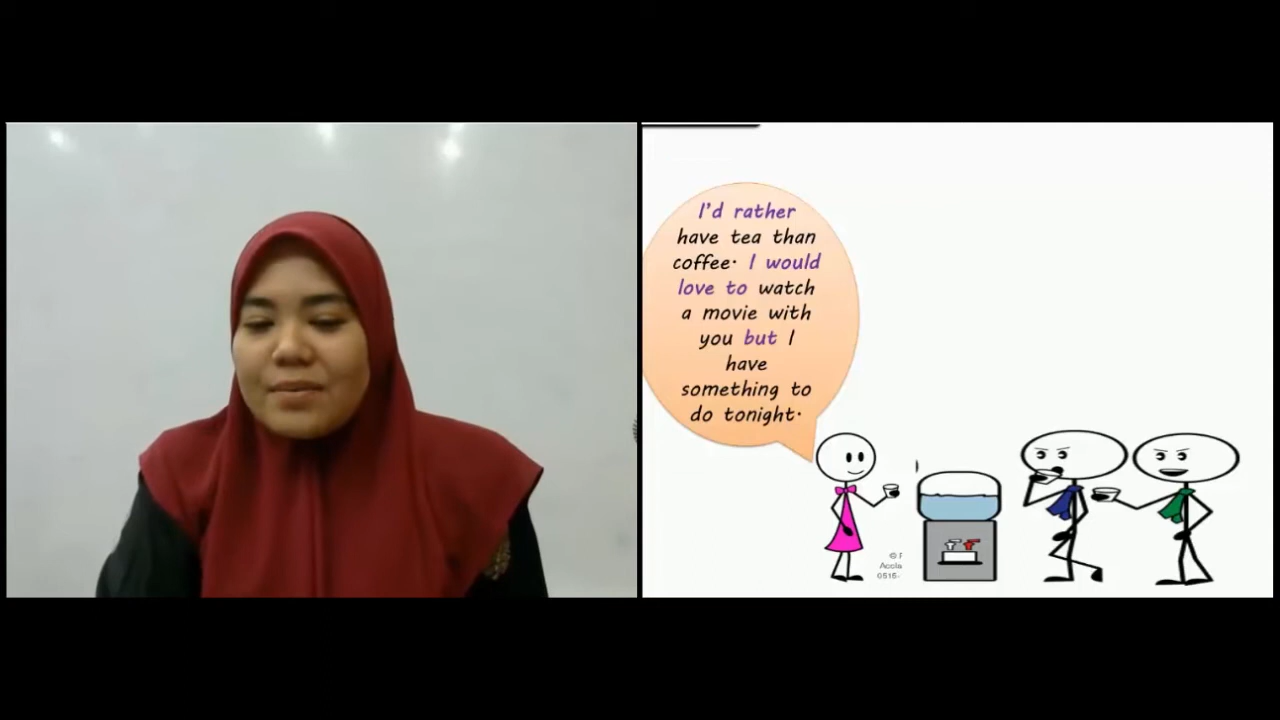 I'd rather
have tea than
coffee. I would
love to watch
a movie with
you but I
have
something to
do tonight.